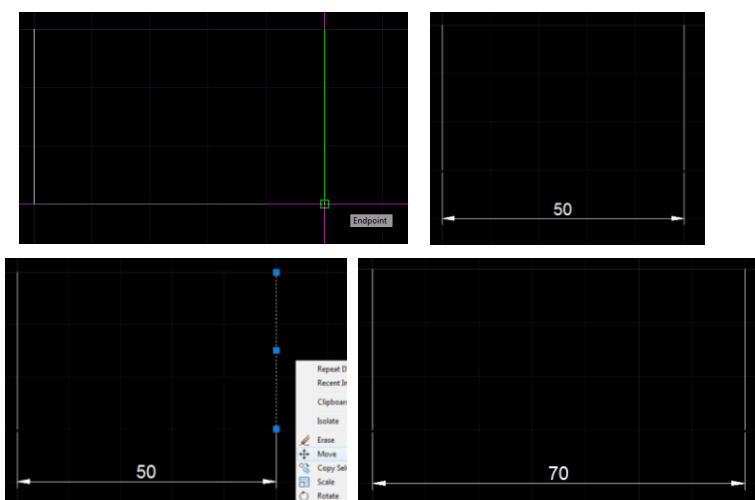 Endpoint
50
50
Repeat D
Recent In
Clipboar
Isolate
Erase
Move
Copy Sel
Scale
Rotate
70